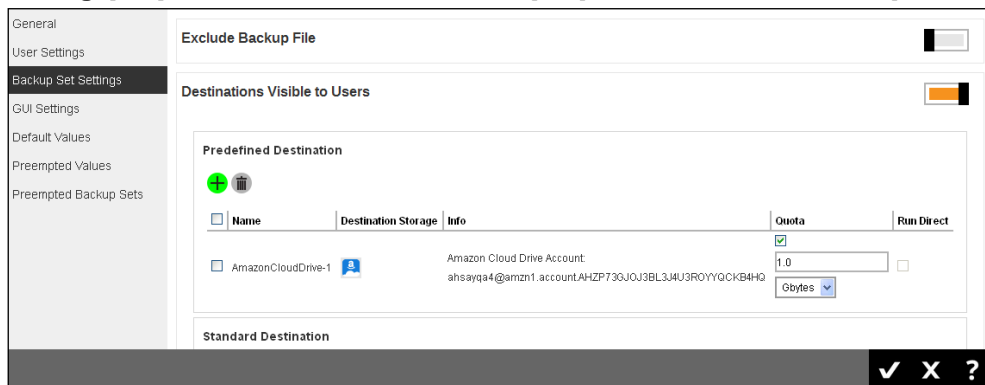 General
User Settings
Backup Set Settings
GUI Settings
Default Values
Preempted Values
Preempted Backup Sets
Exclude Backup File
Destinations Visible to Users
Predefined Destination
Name Destination Storage Info Quota Run Direct
AmazonCloudDrive-1
Amazon Cloud Drive Account:
ahsayqa4@amzn1.account.AHZP73GJOJ3BL3J4U3ROYYQCKB4HQ
1.0
Gbytes
Standard Destination
?